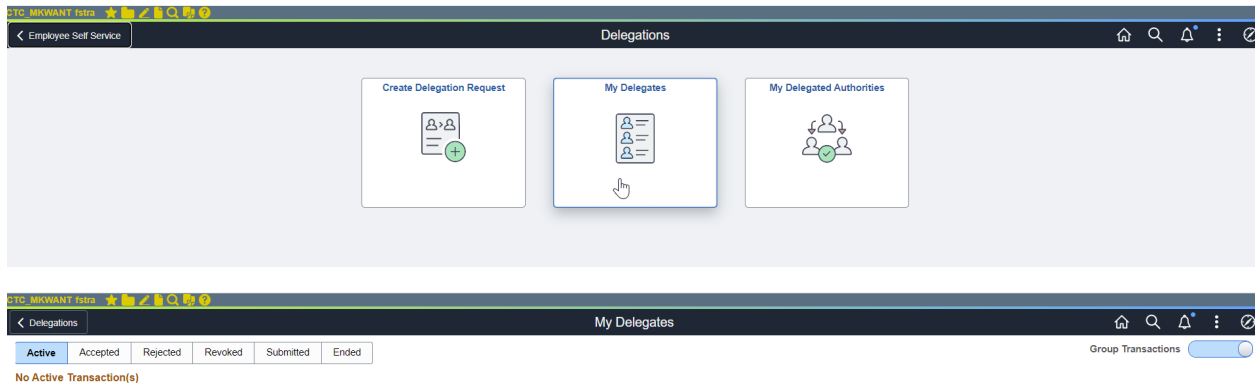 CTC_MKWANT fstra
Employee Self Service
Delegations
Create Delegation Request
My Delegates
My Delegated Authorities
CTC_MKWANT fstra
Delegations
My Delegates
Active Accepted Rejected Revoked Submitted Ended
Group Transactions
No Active Transaction(s)